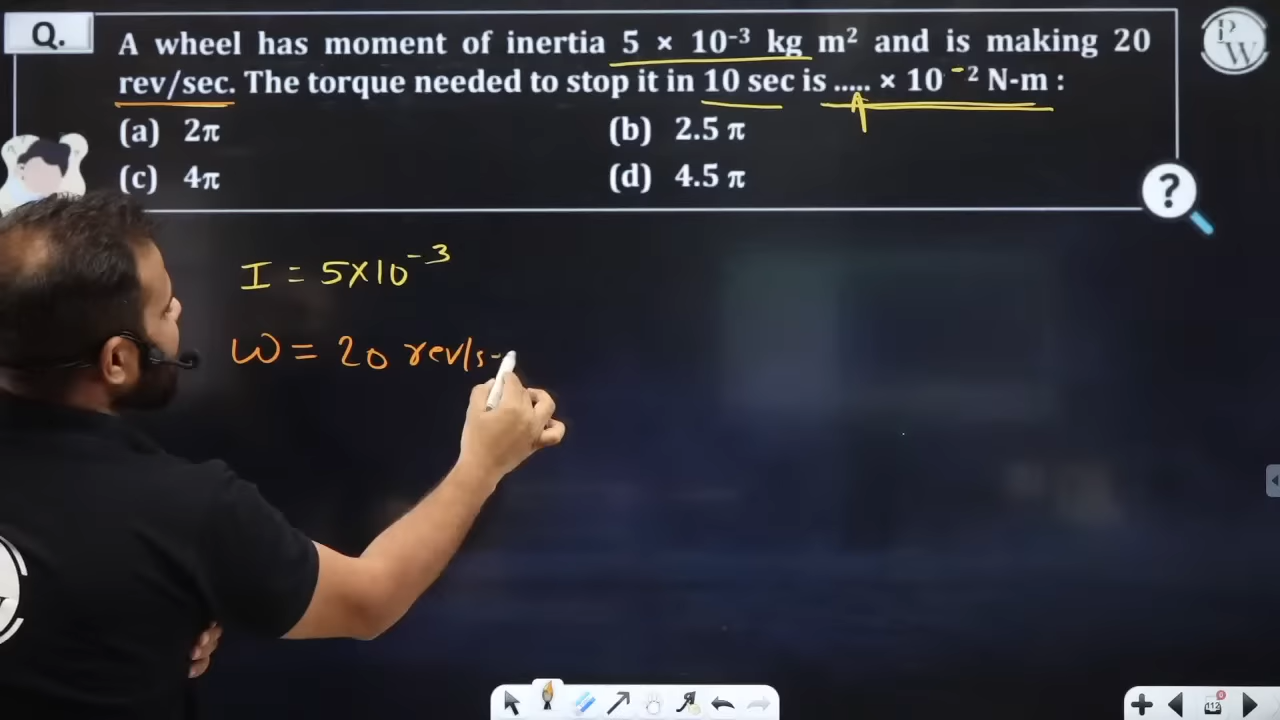 Q.
A wheel has moment of inertia 5 × 10⁻³ kg m² and is making 20
rev/sec. The torque needed to stop it in 10 sec is ..... × 10⁻² N-m :
(a) 2π
(b) 2.5 π
(c) 4π
(d) 4.5 π
?
PW
I = 5×10⁻³
ω = 20 rev/s